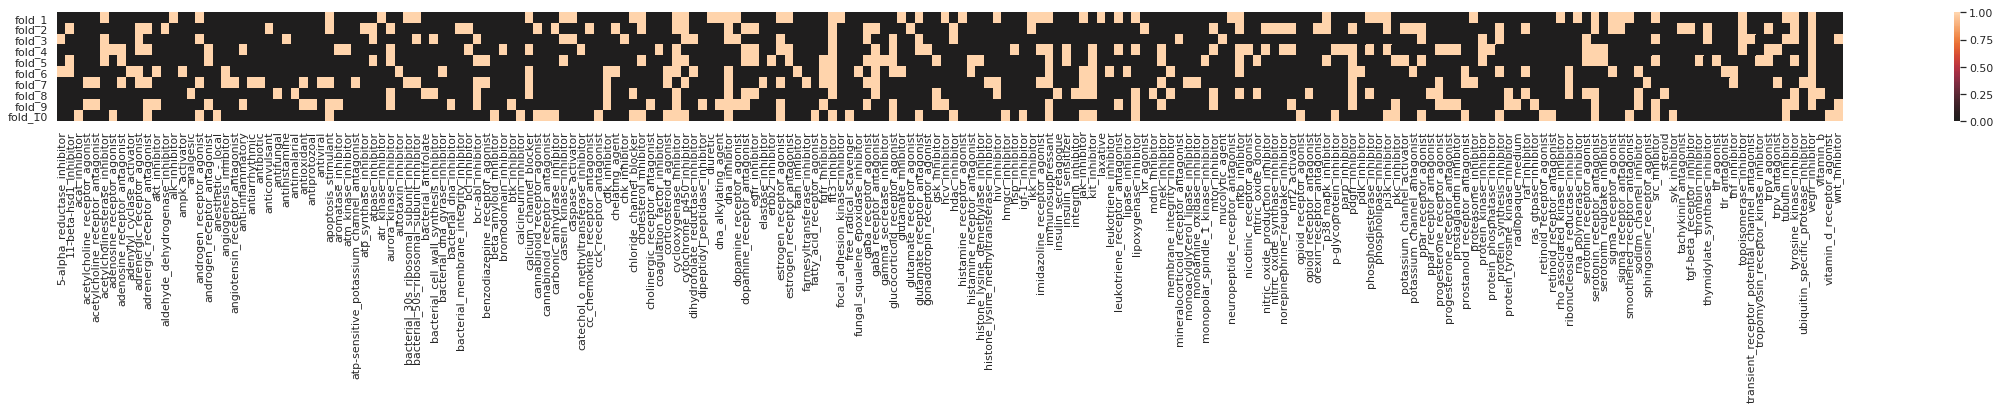 fold_1
fold_2
fold_3
fold_4
fold_5
fold_6
fold_7
fold_8
fold_9
fold_10
1.00
0.75
0.50
0.25
0.00
5-alpha_reductase_inhibitor
11-beta-hsd1_inhibitor
acat_inhibitor
acetylcholine_receptor_agonist
acetylcholine_receptor_antagonist
acetylcholinesterase_inhibitor
adenosine_receptor_agonist
adenosine_receptor_antagonist
adenylyl_cyclase_activator
adrenergic_receptor_agonist
adrenergic_receptor_antagonist
akt_inhibitor
aldehyde_dehydrogenase_inhibitor
alk_inhibitor
ampk_activator
analgesic
androgen_receptor_agonist
androgen_receptor_antagonist
anesthetic_-_local
angiogenesis_inhibitor
angiotensin_receptor_antagonist
anti-inflammatory
antiarrhythmic
antibiotic
anticonvulsant
antifungal
antihistamine
antimalarial
antioxidant
antiprotozoal
antiviral
apoptosis_stimulant
aromatase_inhibitor
atm_kinase_inhibitor
atp-sensitive_potassium_channel_antagonist
atp_synthase_inhibitor
atpase_inhibitor
atr_kinase_inhibitor
aurora_kinase_inhibitor
autotaxin_inhibitor
bacterial_30s_ribosomal_subunit_inhibitor
bacterial_50s_ribosomal_subunit_inhibitor
bacterial_antifolate
bacterial_cell_wall_synthesis_inhibitor
bacterial_dna_gyrase_inhibitor
bacterial_dna_inhibitor
bacterial_membrane_integrity_inhibitor
bcl_inhibitor
bcr-abl_inhibitor
benzodiazepine_receptor_agonist
beta_amyloid_inhibitor
bromodomain_inhibitor
btk_inhibitor
calcineurin_inhibitor
calcium_channel_blocker
cannabinoid_receptor_agonist
cannabinoid_receptor_antagonist
carbonic_anhydrase_inhibitor
casein_kinase_inhibitor
caspase_activator
catechol_o_methyltransferase_inhibitor
cc_chemokine_receptor_antagonist
cck_receptor_antagonist
cdk_inhibitor
chelating_agent
chk_inhibitor
chloride_channel_blocker
cholesterol_inhibitor
cholinergic_receptor_antagonist
coagulation_factor_inhibitor
corticosteroid_agonist
cyclooxygenase_inhibitor
cytochrome_p450_inhibitor
dihydrofolate_reductase_inhibitor
dipeptidyl_peptidase_inhibitor
diuretic
dna_alkylating_agent
dna_inhibitor
dopamine_receptor_agonist
dopamine_receptor_antagonist
egfr_inhibitor
elastase_inhibitor
erbb2_inhibitor
estrogen_receptor_agonist
estrogen_receptor_antagonist
faah_inhibitor
farnesyltransferase_inhibitor
fatty_acid_receptor_agonist
fgfr_inhibitor
flt3_inhibitor
focal_adhesion_kinase_inhibitor
free_radical_scavenger
fungal_squalene_epoxidase_inhibitor
gaba_receptor_agonist
gaba_receptor_antagonist
gamma_secretase_inhibitor
glucocorticoid_receptor_agonist
glutamate_inhibitor
glutamate_receptor_agonist
glutamate_receptor_antagonist
gonadotropin_receptor_agonist
gsk_inhibitor
hcv_inhibitor
hdac_inhibitor
histamine_receptor_agonist
histamine_receptor_antagonist
histone_lysine_demethylase_inhibitor
histone_lysine_methyltransferase_inhibitor
hiv_inhibitor
hmgcr_inhibitor
hsp_inhibitor
igf-1_inhibitor
ikk_inhibitor
imidazoline_receptor_agonist
immunosuppressant
insulin_secretagogue
insulin_sensitizer
integrin_inhibitor
jak_inhibitor
kit_inhibitor
laxative
leukotriene_inhibitor
leukotriene_receptor_antagonist
lipase_inhibitor
lipoxygenase_inhibitor
lxr_agonist
mdm_inhibitor
mek_inhibitor
membrane_integrity_inhibitor
mineralocorticoid_receptor_antagonist
monoacylglycerol_lipase_inhibitor
monoamine_oxidase_inhibitor
monopolar_spindle_1_kinase_inhibitor
mtor_inhibitor
mucolytic_agent
neuropeptide_receptor_antagonist
nfkb_inhibitor
nicotinic_receptor_agonist
nitric_oxide_donor
nitric_oxide_production_inhibitor
nitric_oxide_synthase_inhibitor
norepinephrine_reuptake_inhibitor
nrf2_activator
opioid_receptor_agonist
opioid_receptor_antagonist
orexin_receptor_antagonist
p38_mapk_inhibitor
p-glycoprotein_inhibitor
parp_inhibitor
pdgfr_inhibitor
pdk_inhibitor
phosphodiesterase_inhibitor
phospholipase_inhibitor
pi3k_inhibitor
pkc_inhibitor
potassium_channel_activator
potassium_channel_antagonist
ppar_receptor_agonist
ppar_receptor_antagonist
progesterone_receptor_agonist
progesterone_receptor_antagonist
prostaglandin_inhibitor
prostanoid_receptor_antagonist
proteasome_inhibitor
protein_kinase_inhibitor
protein_phosphatase_inhibitor
protein_synthesis_inhibitor
protein_tyrosine_kinase_inhibitor
radiopaque_medium
raf_inhibitor
ras_gtpase_inhibitor
retinoid_receptor_agonist
retinoid_receptor_antagonist
rho_associated_kinase_inhibitor
ribonucleoside_reductase_inhibitor
rna_polymerase_inhibitor
serotonin_receptor_agonist
serotonin_receptor_antagonist
serotonin_reuptake_inhibitor
sigma_receptor_agonist
sigma_receptor_antagonist
smoothened_receptor_antagonist
sodium_channel_inhibitor
sphingosine_receptor_agonist
src_inhibitor
steroid
syk_inhibitor
tachykinin_antagonist
tgf-beta_receptor_inhibitor
thrombin_inhibitor
thymidylate_synthase_inhibitor
tlr_agonist
tlr_antagonist
tnf_inhibitor
topoisomerase_inhibitor
transient_receptor_potential_channel_antagonist
tropomyosin_receptor_kinase_inhibitor
trpv_agonist
trpv_antagonist
tubulin_inhibitor
tyrosine_kinase_inhibitor
ubiquitin_specific_protease_inhibitor
vegfr_inhibitor
vitamin_b
vitamin_d_receptor_agonist
wnt_inhibitor